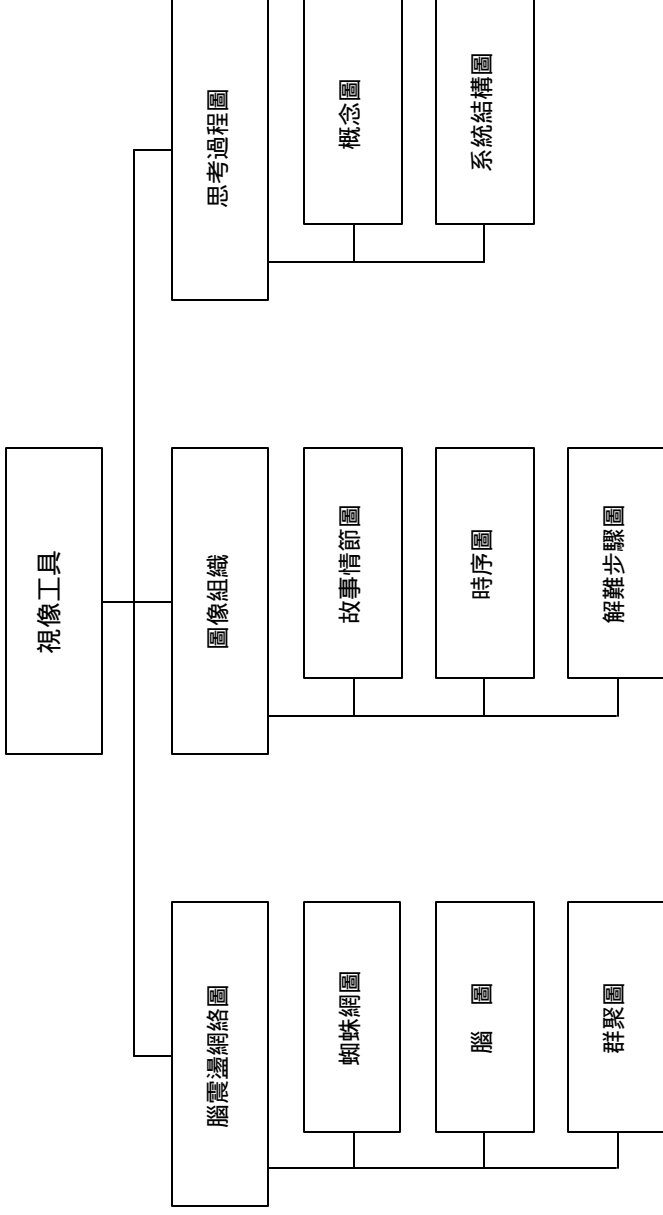 視像工具
腦震盪網絡圖
蜘蛛網圖
腦 圖
群聚圖
圖像組織
故事情節圖
時序圖
解難步驟圖
思考過程圖
概念圖
系統結構圖